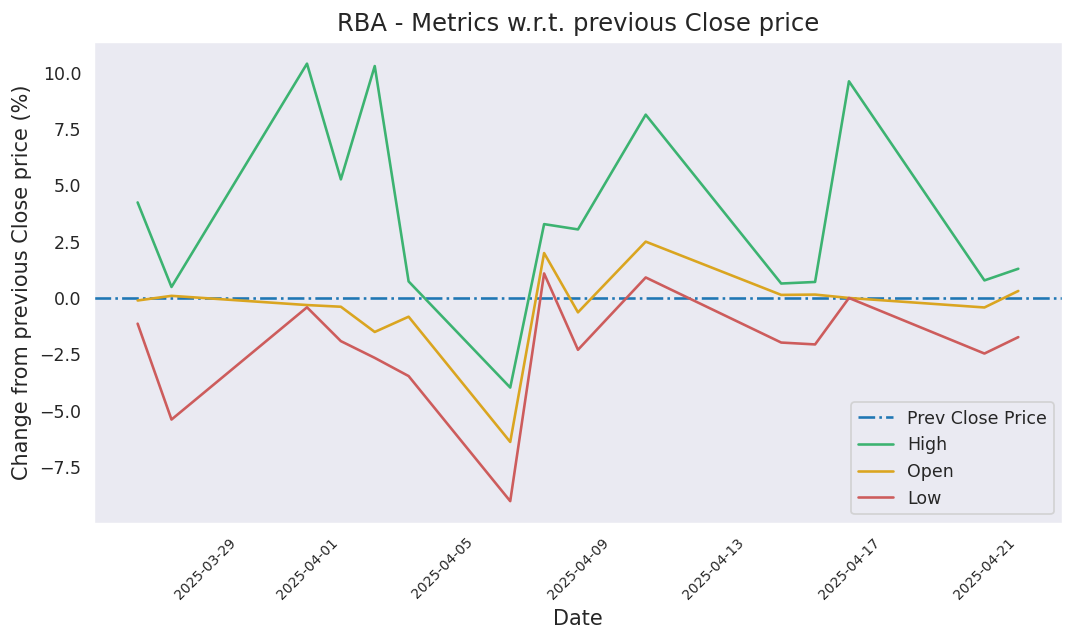 RBA - Metrics w.r.t. previous Close price
Change from previous Close price (%)
10.0
7.5
5.0
2.5
0.0
−2.5
−5.0
−7.5
Prev Close Price
High
Open
Low
2025-03-29
2025-04-01
2025-04-05
2025-04-09
2025-04-13
2025-04-17
2025-04-21
Date